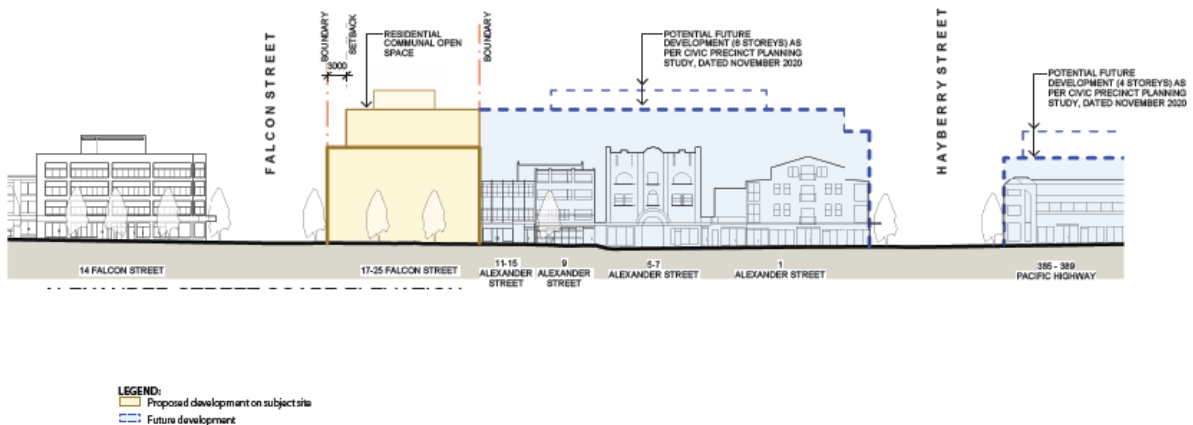 FALCON STREET
BOUNDARY
SETBACK
3000
RESIDENTIAL
COMMUNAL OPEN
SPACE
BOUNDARY
POTENTIAL FUTURE
DEVELOPMENT (6 STOREYS) AS
PER CIVIC PRECINCT PLANNING
STUDY, DATED NOVEMBER 2020
HAYBERRY STREET
POTENTIAL FUTURE
DEVELOPMENT (4 STOREYS) AS
PER CIVIC PRECINCT PLANNING
STUDY, DATED NOVEMBER 2020
14 FALCON STREET
17-25 FALCON STREET
11-15
ALEXANDER
STREET
9
ALEXANDER
STREET
5-7
ALEXANDER STREET
1
ALEXANDER STREET
385 - 389
PACIFIC HIGHWAY
LEGEND:
Proposed development on subject site
Future development